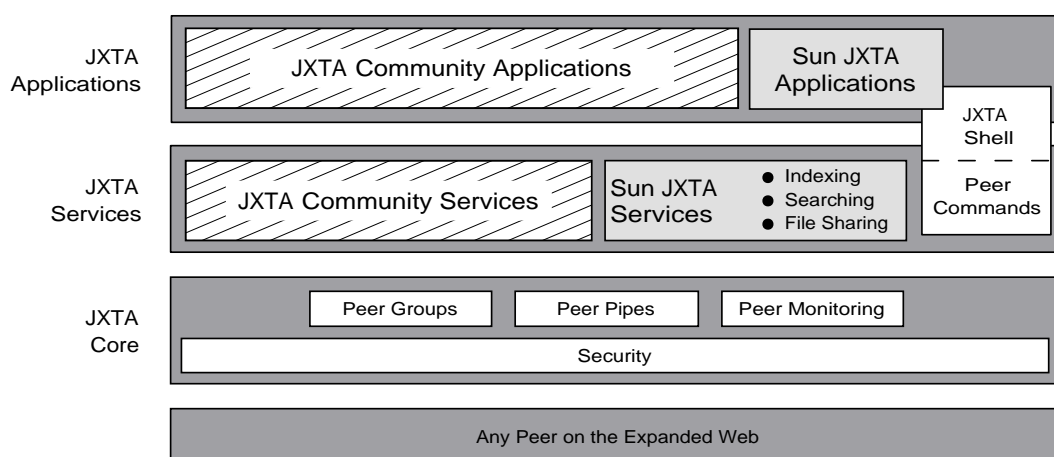 JXTA
Applications
JXTA Community Applications
Sun JXTA
Applications
JXTA
Shell
Peer
Commands
JXTA
Services
JXTA Community Services
Sun JXTA
Services
● Indexing
● Searching
● File Sharing
JXTA
Core
Peer Groups
Peer Pipes
Peer Monitoring
Security
Any Peer on the Expanded Web